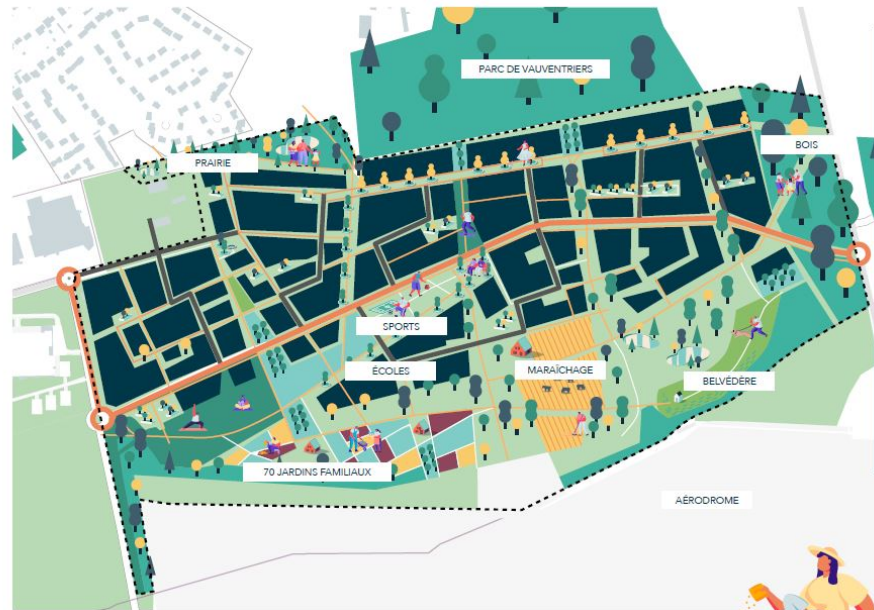 PARC DE VAUVENTRIERS
BOIS
PRAIRIE
SPORTS
ÉCOLES
MARAÎCHAGE
BELVÉDÈRE
70 JARDINS FAMILIAUX
AÉRODROME